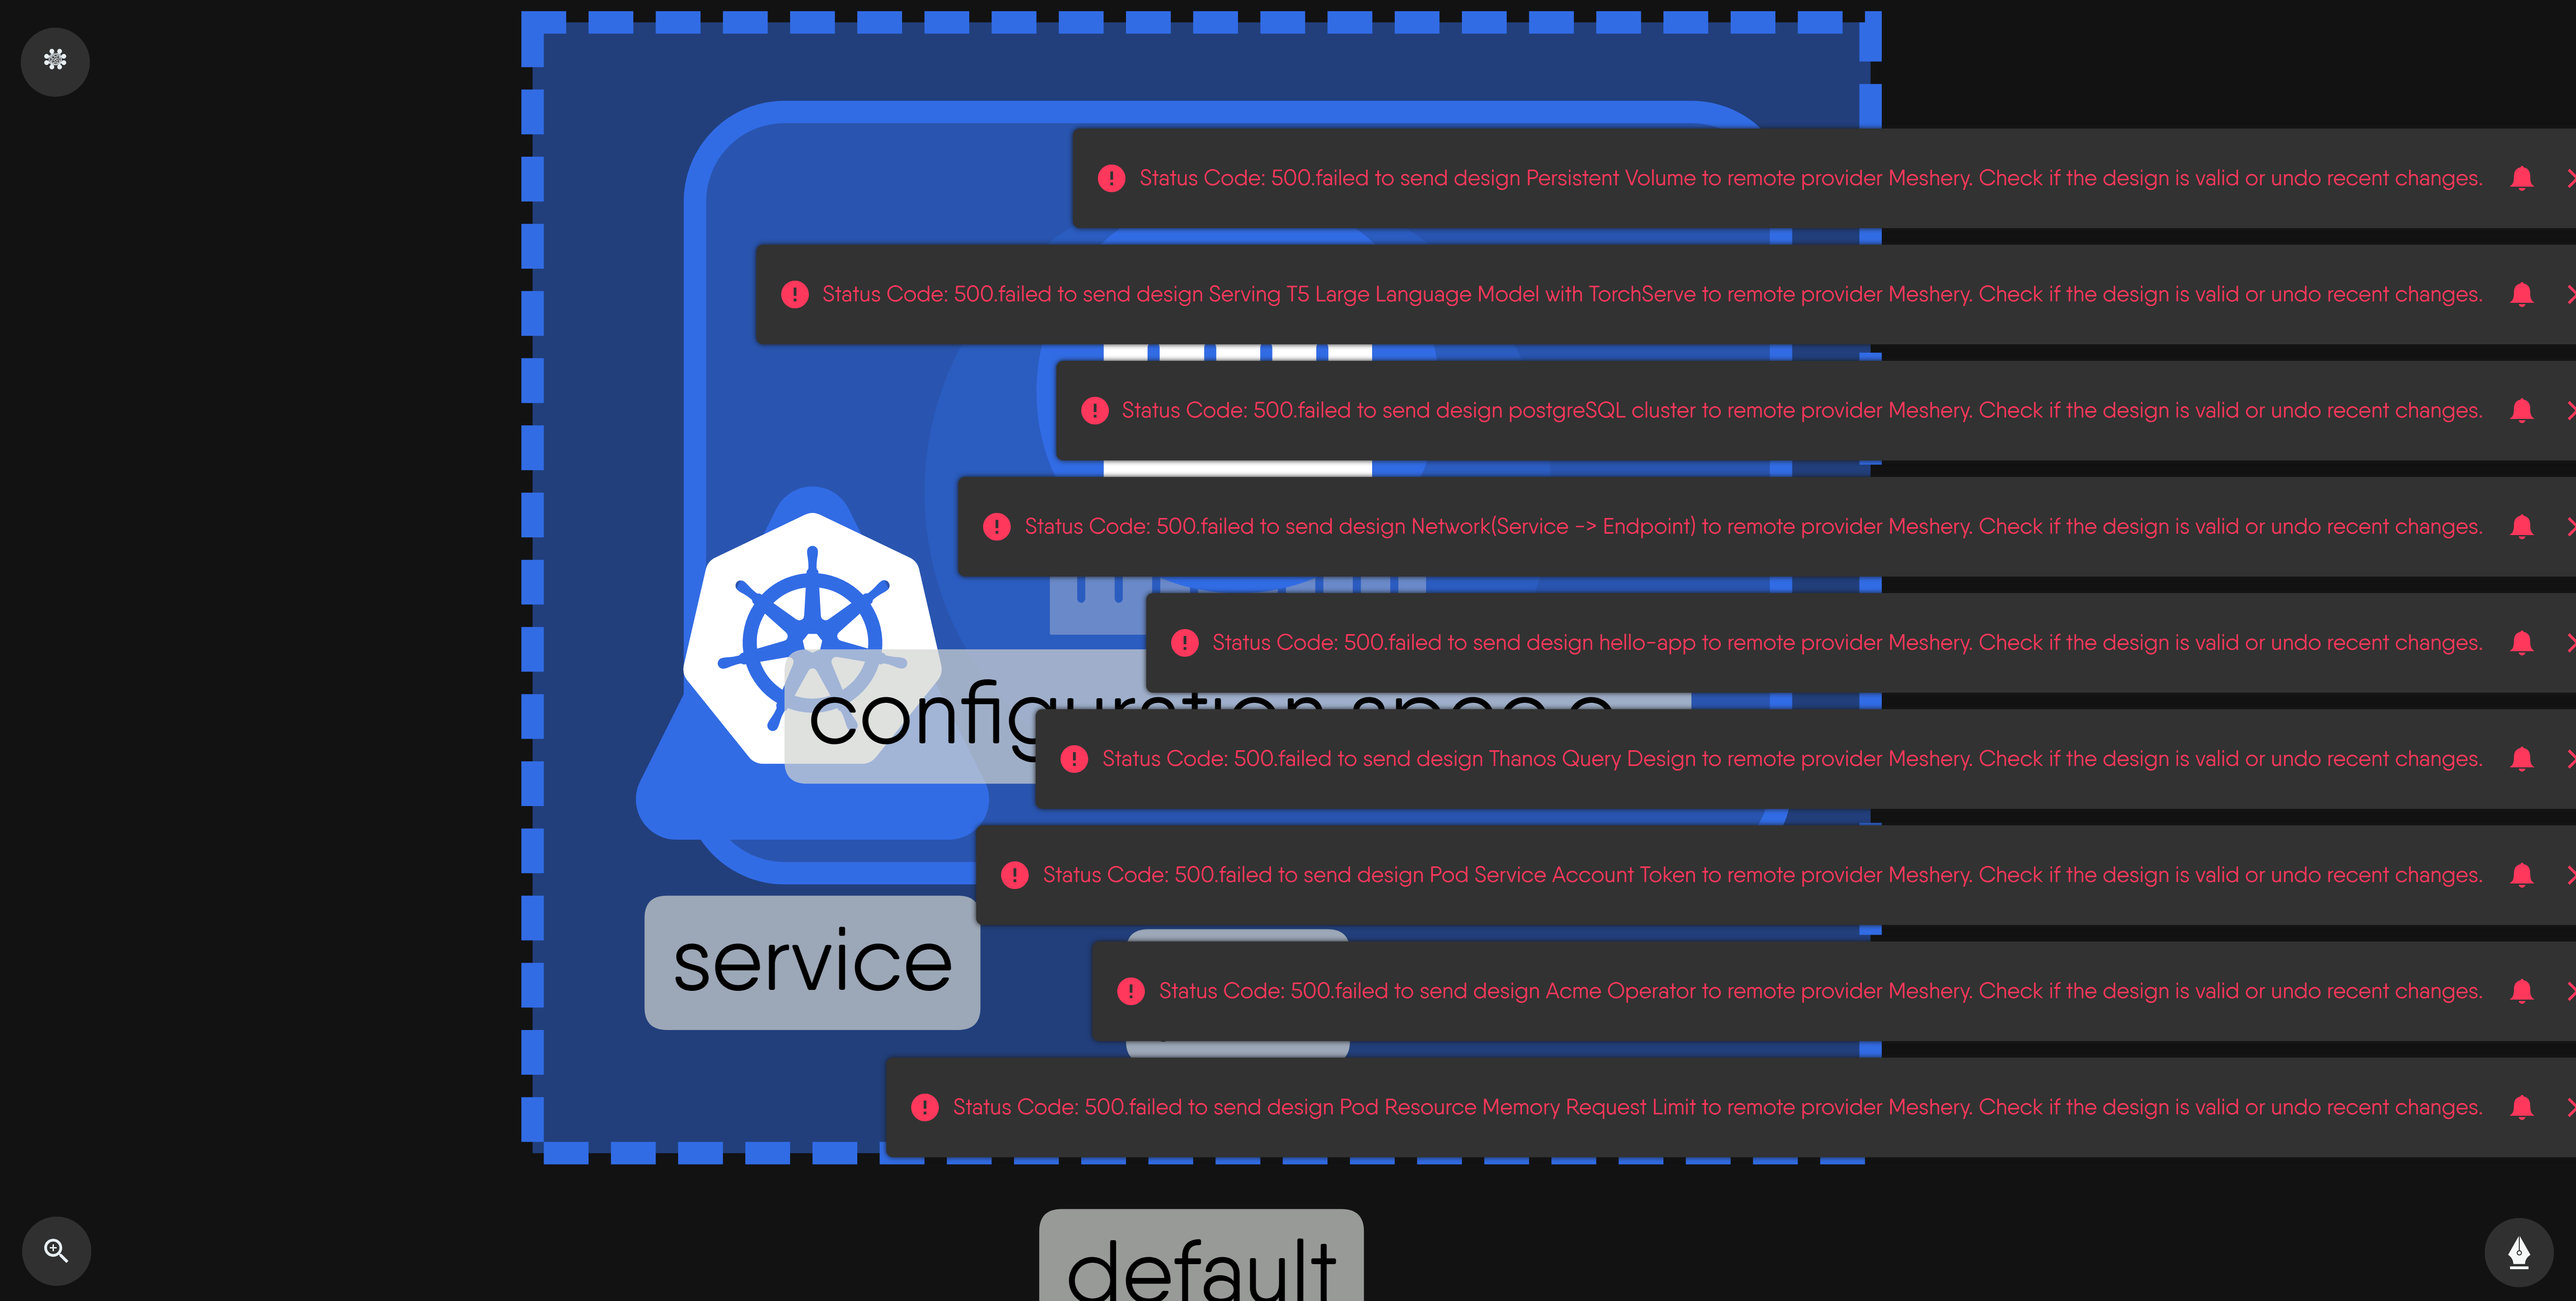 Status Code: 500.failed to send design Persistent Volume to remote provider Meshery. Check if the design is valid or undo recent changes.
Status Code: 500.failed to send design Serving T5 Large Language Model with TorchServe to remote provider Meshery. Check if the design is valid or undo recent changes.
Status Code: 500.failed to send design postgreSQL cluster to remote provider Meshery. Check if the design is valid or undo recent changes.
Status Code: 500.failed to send design Network(Service -> Endpoint) to remote provider Meshery. Check if the design is valid or undo recent changes.
Status Code: 500.failed to send design hello-app to remote provider Meshery. Check if the design is valid or undo recent changes.
configuration spec
Status Code: 500.failed to send design Thanos Query Design to remote provider Meshery. Check if the design is valid or undo recent changes.
Status Code: 500.failed to send design Pod Service Account Token to remote provider Meshery. Check if the design is valid or undo recent changes.
service
Status Code: 500.failed to send design Acme Operator to remote provider Meshery. Check if the design is valid or undo recent changes.
Status Code: 500.failed to send design Pod Resource Memory Request Limit to remote provider Meshery. Check if the design is valid or undo recent changes.
default